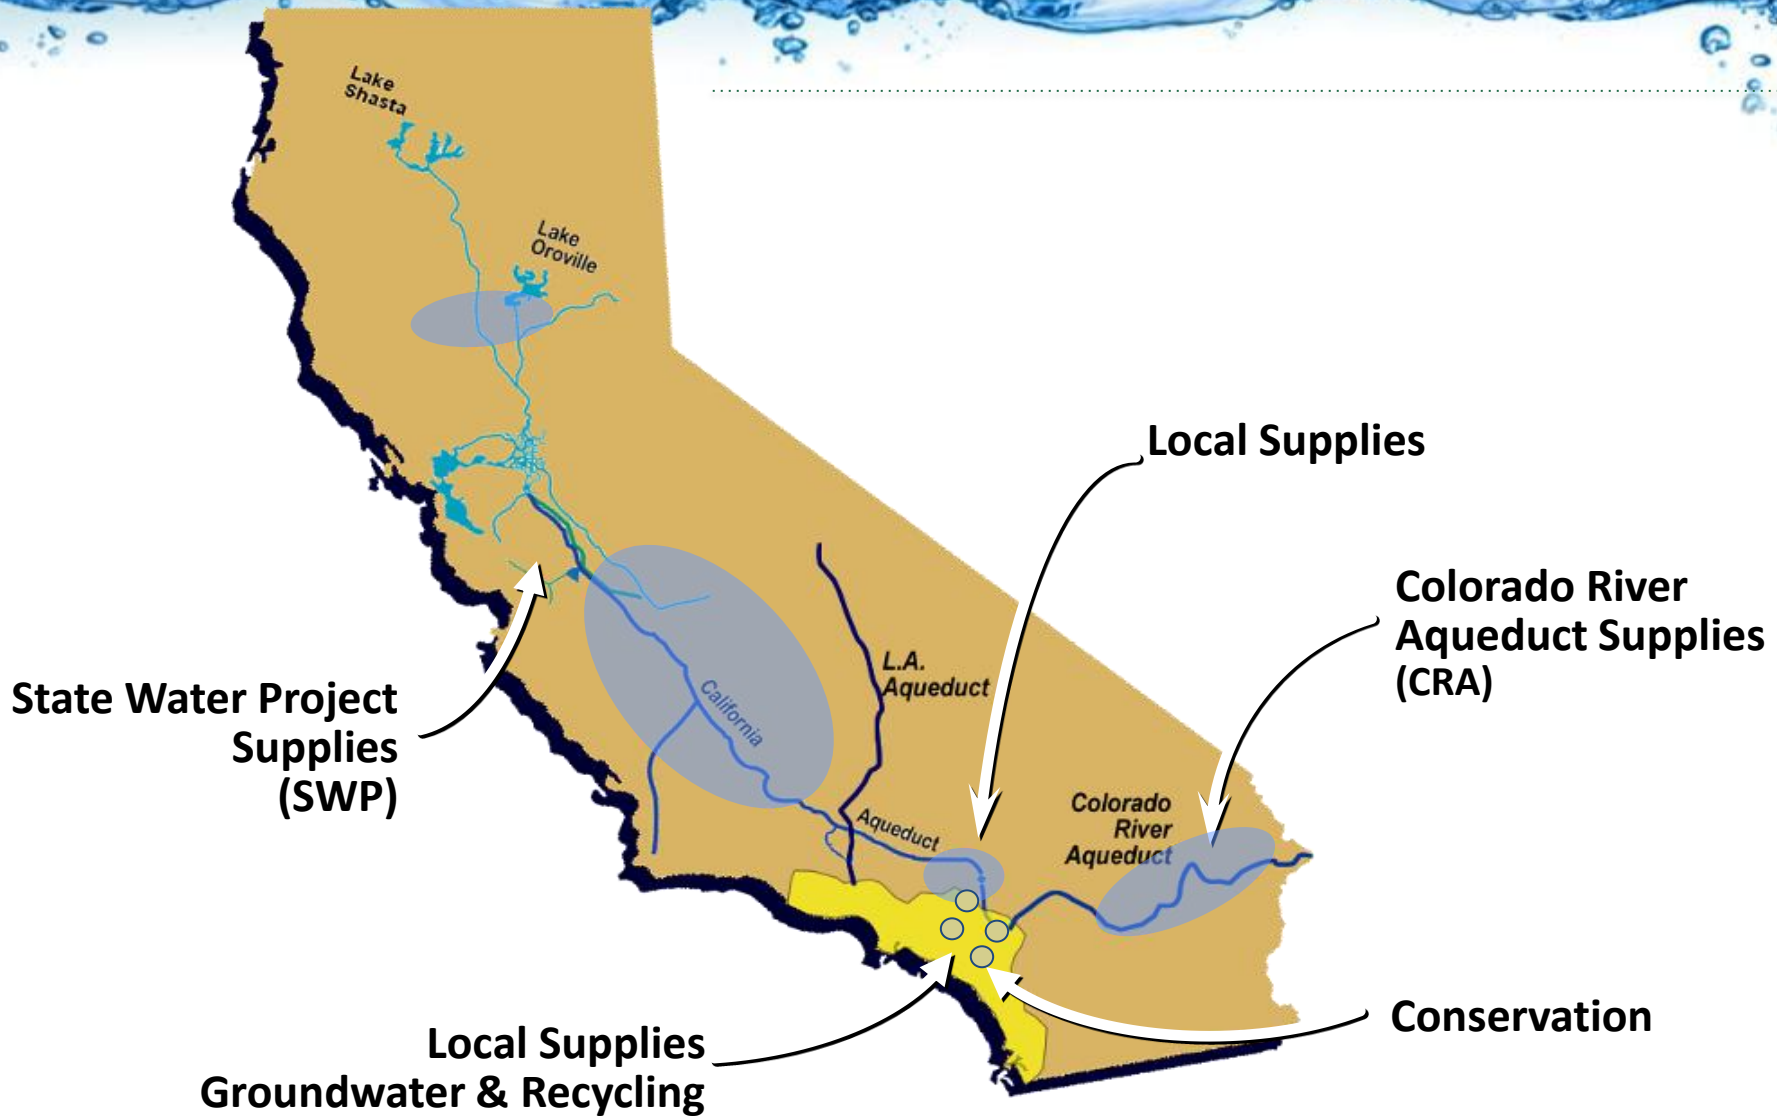 Lake
Shasta
Lake
Oroville
Local Supplies
Colorado River
Aqueduct Supplies
(CRA)
L.A.
Aqueduct
State Water Project
Supplies
(SWP)
California
Aqueduct
Colorado
River
Aqueduct
Conservation
Local Supplies
Groundwater & Recycling